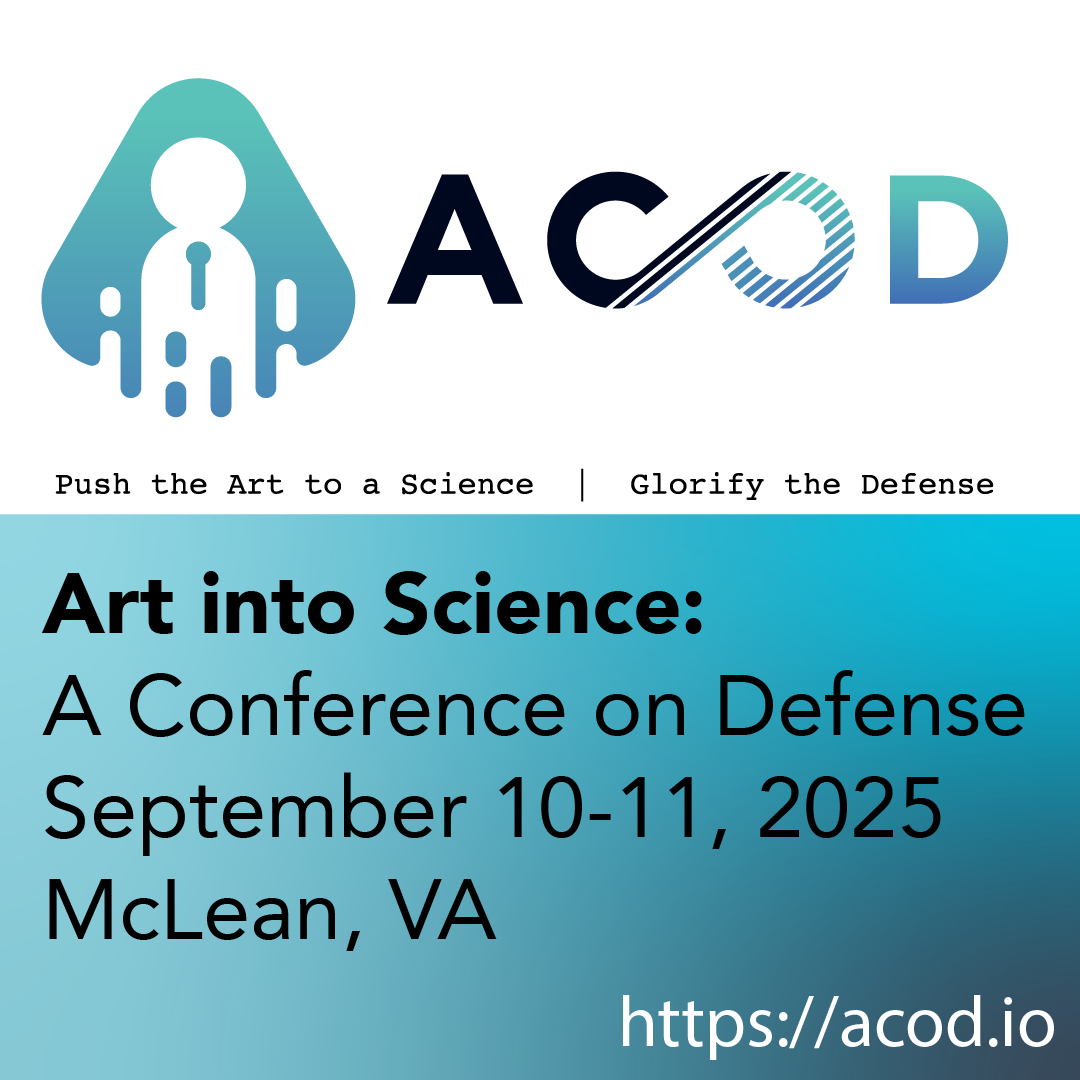 ACOD
Push the Art to a Science | Glorify the Defense
Art into Science:
A Conference on Defense
September 10-11, 2025
McLean, VA
https://acod.io